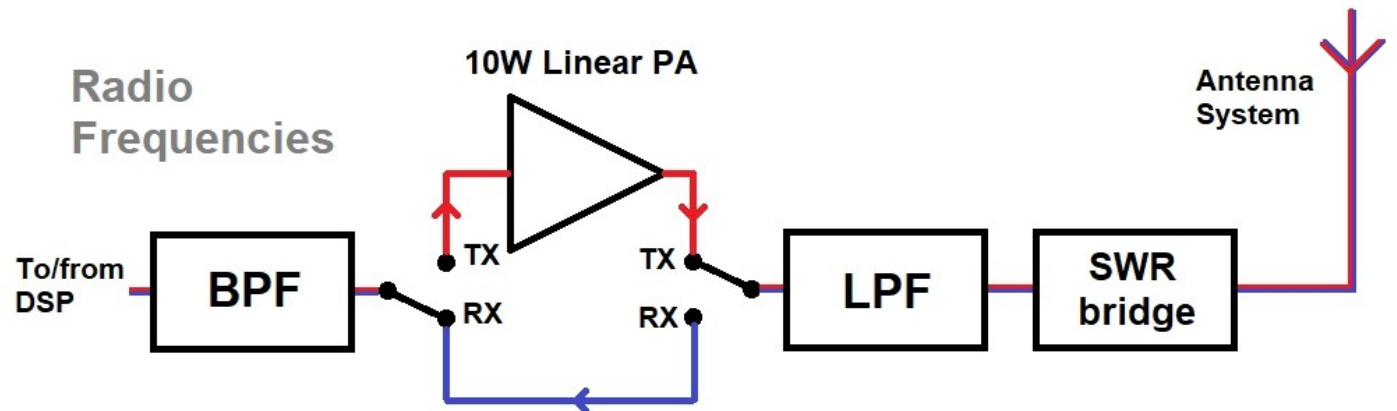 Radio
Frequencies
10W Linear PA
Antenna
System
To/from
DSP
BPF
TX
RX
TX
RX
LPF
SWR
bridge